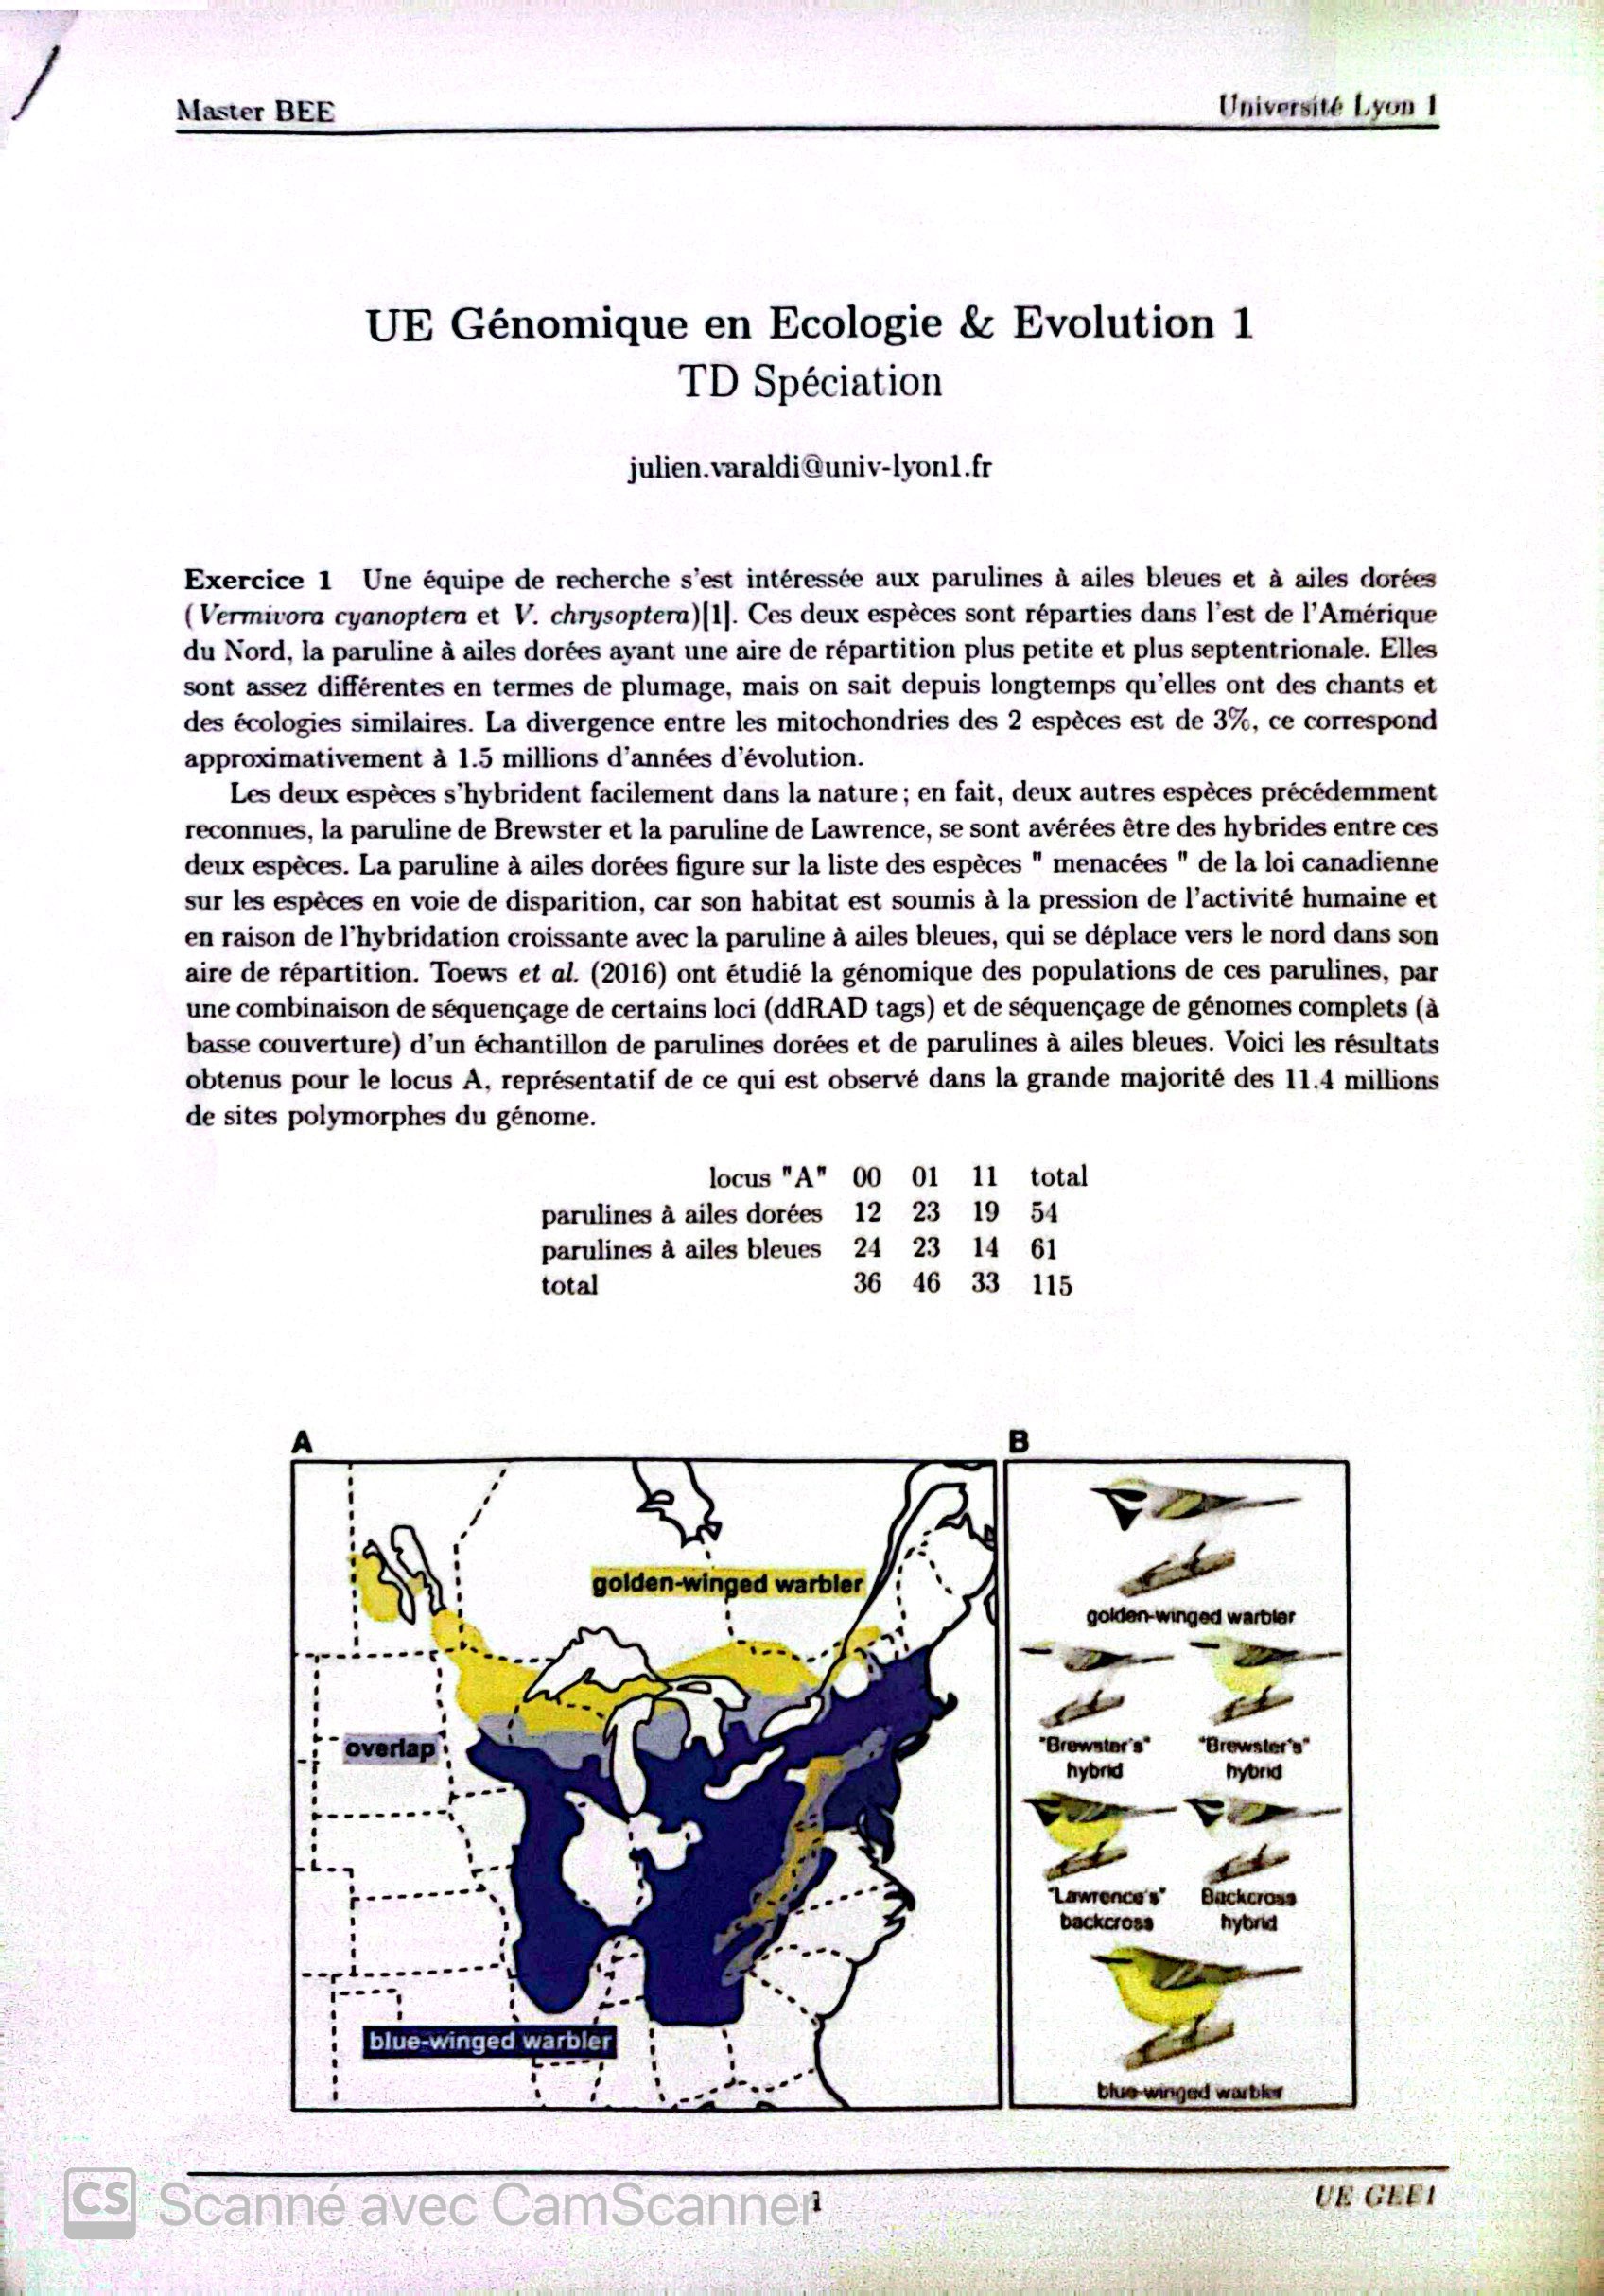 Master BEE
Université Lyon 1
UE Génomique en Ecologie & Evolution 1
TD Spéciation
julien.varaldi@univ-lyon1.fr
Exercice 1 Une équipe de recherche s'est intéressée aux parulines à ailes bleues et à ailes dorées
(Vermivora cyanoptera et V. chrysoptera)[1]. Ces deux espèces sont réparties dans l'est de l'Amérique
du Nord, la paruline à ailes dorées ayant une aire de répartition plus petite et plus septentrionale. Elles
sont assez différentes en termes de plumage, mais on sait depuis longtemps qu'elles ont des chants et
des écologies similaires. La divergence entre les mitochondries des 2 espèces est de 3%, ce correspond
approximativement à 1.5 millions d'années d'évolution.
Les deux espèces s'hybrident facilement dans la nature ; en fait, deux autres espèces précédemment
reconnues, la paruline de Brewster et la paruline de Lawrence, se sont avérées être des hybrides entre ces
deux espèces. La paruline à ailes dorées figure sur la liste des espèces " menacées " de la loi canadienne
sur les espèces en voie de disparition, car son habitat est soumis à la pression de l'activité humaine et
en raison de l'hybridation croissante avec la paruline à ailes bleues, qui se déplace vers le nord dans son
aire de répartition. Toews et al. (2016) ont étudié la génomique des populations de ces parulines, par
une combinaison de séquençage de certains loci (ddRAD tags) et de séquençage de génomes complets (à
basse couverture) d'un échantillon de parulines dorées et de parulines à ailes bleues. Voici les résultats
obtenus pour le locus A, représentatif de ce qui est observé dans la grande majorité des 11.4 millions
de sites polymorphes du génome.
locus "A" 00 01 11 total
parulines à ailes dorées 12 23 19 54
parulines à ailes bleues 24 23 14 61
total 36 46 33 115
A
golden-winged warbler
overlap
blue-winged warbler
B
golden-winged warbler
"Brewster's" "Brewster's"
hybrid hybrid
"Lawrence's" Backcross
backcross hybrid
blue-winged warbler
1
UE GEE1
CS Scanné avec CamScanner